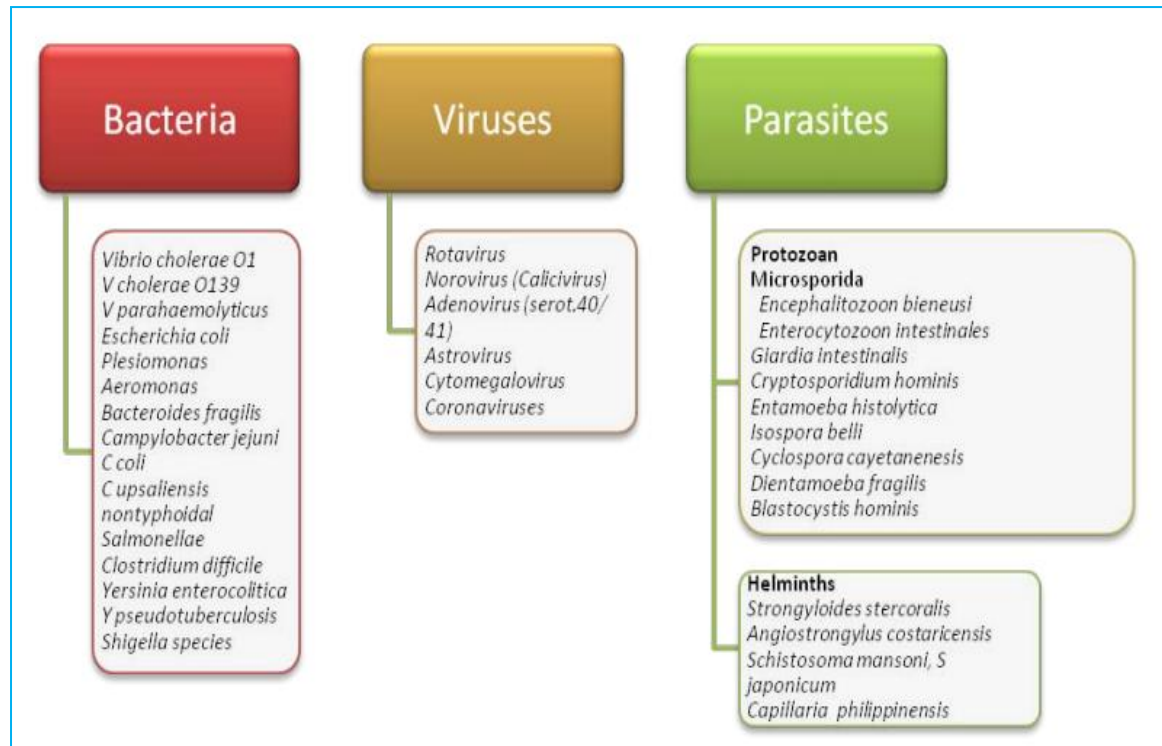 Bacteria
Vibrio cholerae O1
V cholerae O139
V parahaemolyticus
Escherichia coli
Plesiomonas
Aeromonas
Bacteroides fragilis
Campylobacter jejuni
C coli
C upsaliensis
nontyphoidal
Salmonellae
Clostridium difficile
Yersinia enterocolitica
Y pseudotuberculosis
Shigella species
Viruses
Rotavirus
Norovirus (Calicivirus)
Adenovirus (serot.40/
41)
Astrovirus
Cytomegalovirus
Coronaviruses
Parasites
Protozoan
Microsporida
Encephalitozoon bieneusi
Enterocytozoon intestinales
Giardia intestinalis
Cryptosporidium hominis
Entamoeba histolytica
Isospora belli
Cyclospora cayetanenesis
Dientamoeba fragilis
Blastocystis hominis
Helminths
Strongyloides stercoralis
Angiostrongylus costaricensis
Schistosoma mansoni, S
japonicum
Capillaria philippinensis